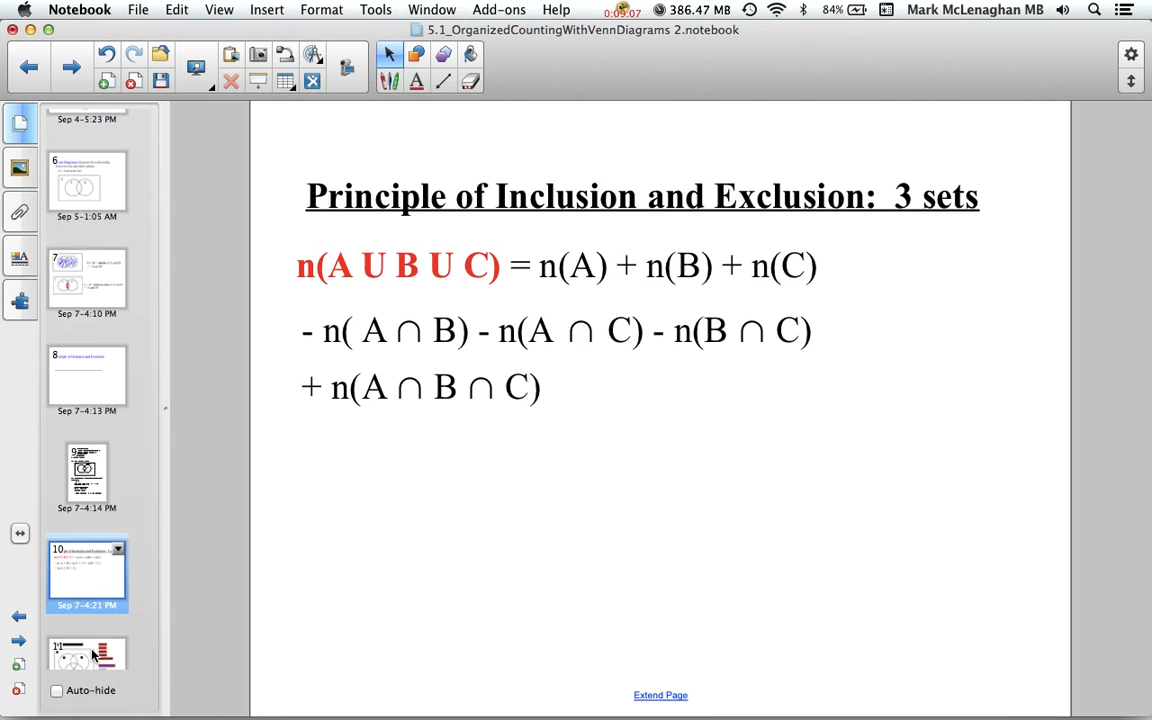 Notebook File Edit View Insert Format Tools Window Add-ons Help 0:09:07 386.47 MB 84% Mark McLenaghan MB
5.1_OrganizedCountingWithVennDiagrams 2.notebook
Sep 4-5:23 PM
6
Sep 5-1:05 AM
7
Sep 7-4:10 PM
8
Sep 7-4:13 PM
9
Sep 7-4:14 PM
10
Sep 7-4:21 PM
11
Auto-hide
Principle of Inclusion and Exclusion: 3 sets
n(A U B U C) = n(A) + n(B) + n(C)
- n( A ∩ B) - n(A ∩ C) - n(B ∩ C)
+ n(A ∩ B ∩ C)
Extend Page